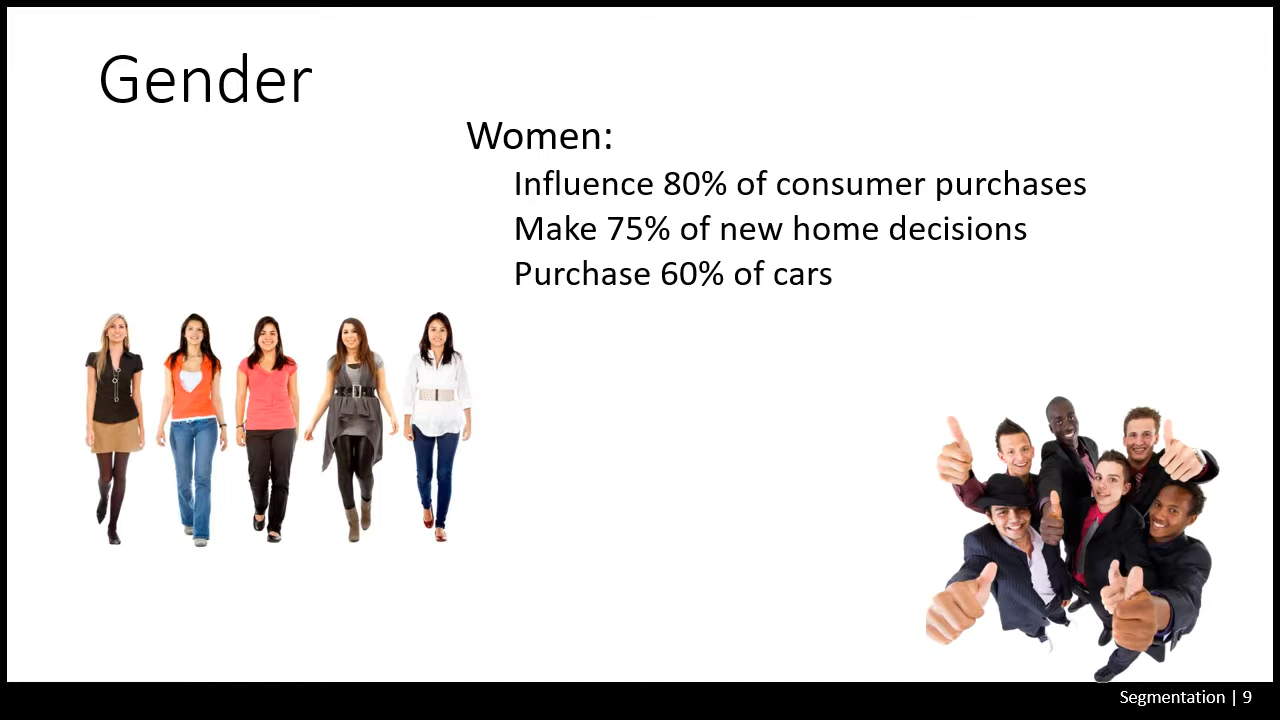 Gender
Women:
Influence 80% of consumer purchases
Make 75% of new home decisions
Purchase 60% of cars
Segmentation | 9